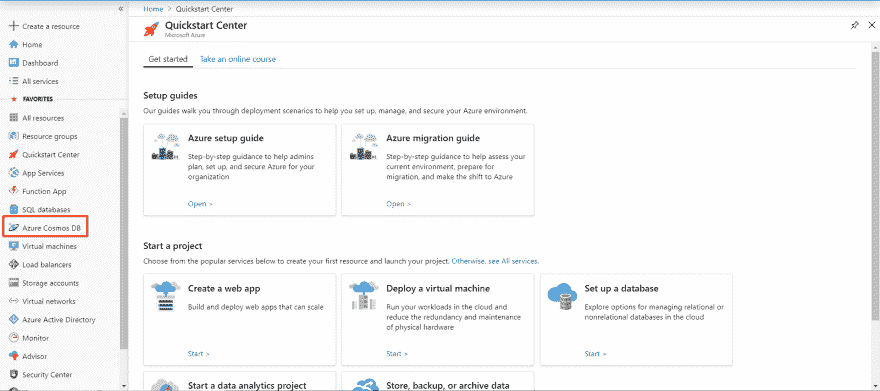 «
Create a resource
Home
Dashboard
All services
FAVORITES
All resources
Resource groups
Quickstart Center
App Services
Function App
SQL databases
Azure Cosmos DB
Virtual machines
Load balancers
Storage accounts
Virtual networks
Azure Active Directory
Monitor
Advisor
Security Center
Home > Quickstart Center
Quickstart Center
Microsoft Azure
Get started Take an online course
Setup guides
Our guides walk you through deployment scenarios to help you set up, manage, and secure your Azure environment.
Azure setup guide
Step-by-step guidance to help admins
plan, set up, and secure Azure for your
organization
Open >
Azure migration guide
Step-by-step guidance to help assess your
current environment, prepare for
migration, and make the shift to Azure
Open >
Start a project
Choose from the popular services below to create your first resource and launch your project. Otherwise, see All services.
Create a web app
Build and deploy web apps that can scale
Start >
Deploy a virtual machine
Run your workloads in the cloud and
reduce the redundancy and maintenance
of physical hardware
Start >
Set up a database
Explore options for managing relational or
nonrelational databases in the cloud
Start >
Start a data analytics project
Store, backup, or archive data